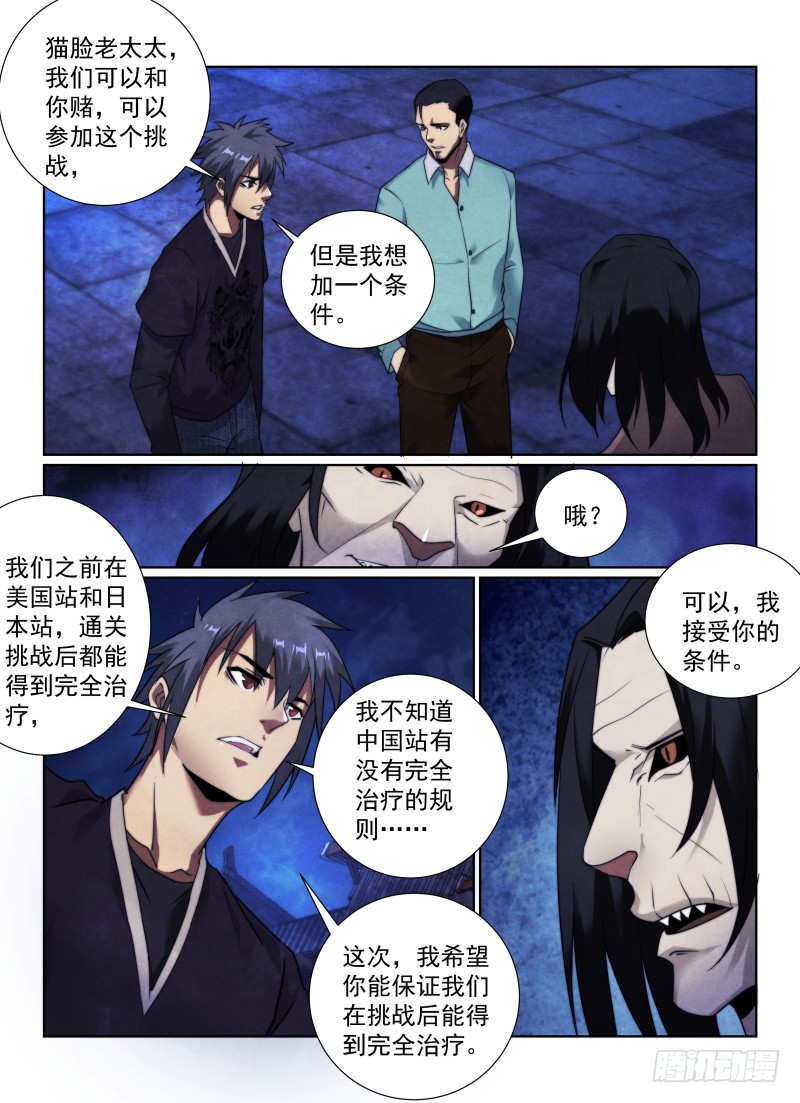 猫脸老太太，
我们可以和
你赌，可以
参加这个挑
战，
但是我想
加一个条
件。
哦？
我们之前在
美国站和日
本站，通关
挑战后都能
得到完全治
疗，
我不知道
中国站有
没有完全
治疗的规
则······
这次，我希望
你能保证我们
在挑战后能得
到完全治疗。
可以，我
接受你的
条件。
腾讯动漫